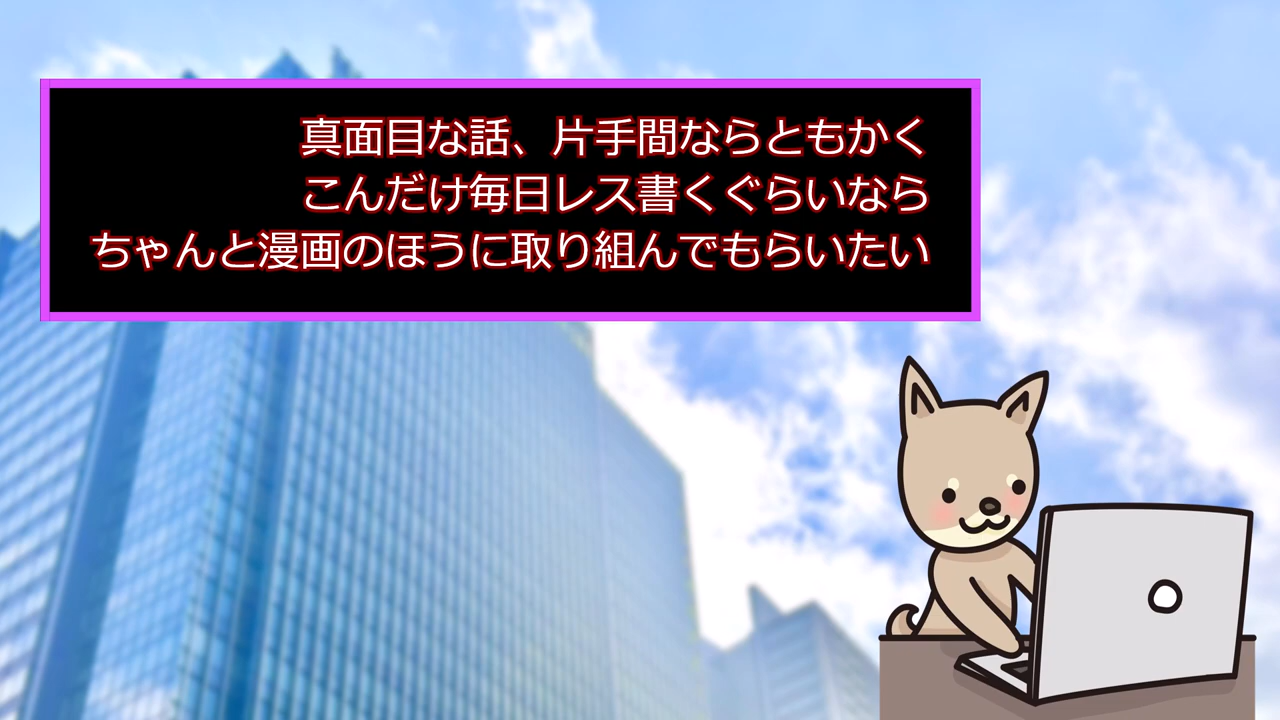 真面目な話、片手間ならともかく
こんだけ毎日レス書くぐらいなら
ちゃんと漫画のほうに取り組んでもらいたい